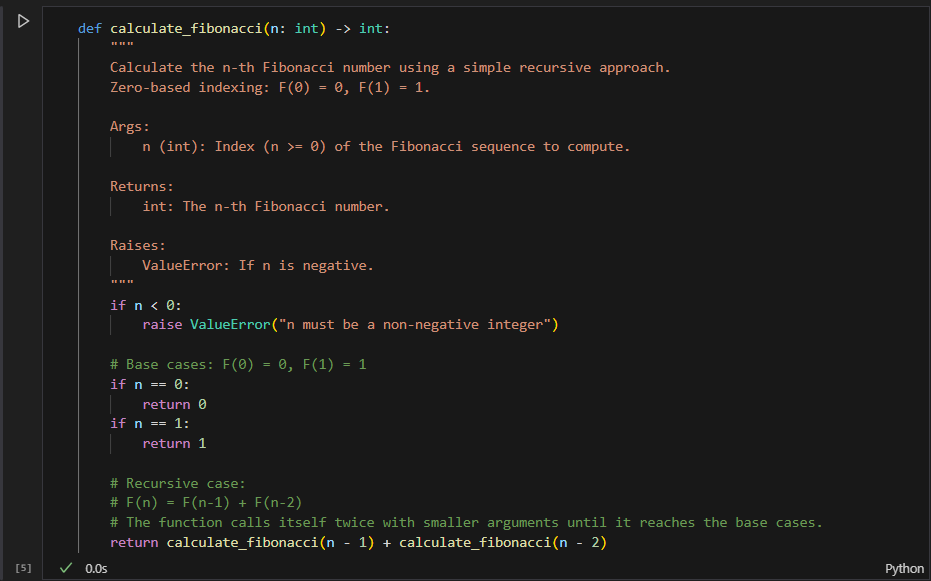 def calculate_fibonacci(n: int) -> int:
    """
    Calculate the n-th Fibonacci number using a simple recursive approach.
    Zero-based indexing: F(0) = 0, F(1) = 1.

    Args:
        n (int): Index (n >= 0) of the Fibonacci sequence to compute.

    Returns:
        int: The n-th Fibonacci number.

    Raises:
        ValueError: If n is negative.
    """
    if n < 0:
        raise ValueError("n must be a non-negative integer")

    # Base cases: F(0) = 0, F(1) = 1
    if n == 0:
        return 0
    if n == 1:
        return 1

    # Recursive case:
    # F(n) = F(n-1) + F(n-2)
    # The function calls itself twice with smaller arguments until it reaches the base cases.
    return calculate_fibonacci(n - 1) + calculate_fibonacci(n - 2)
[5] 0.0s Python